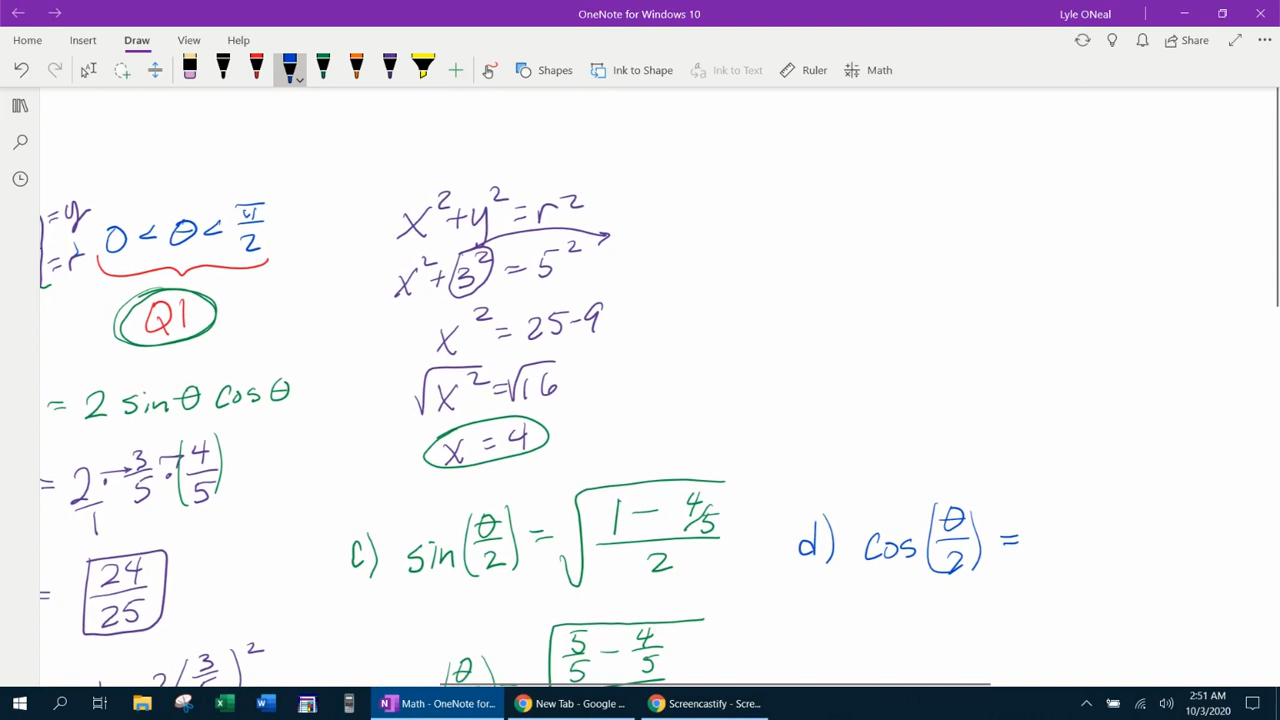 OneNote for Windows 10
Lyle ONeal
Home Insert Draw View Help
Share
Shapes
Ink to Shape
Ink to Text
Ruler
Math
= y
= r
0 < θ < π/2
Q1
x² + y² = r²
x² + 3² = 5²
x² = 25 - 9
√x² = √16
x = 4
= 2 sin θ cos θ
= 2/1 · 3/5 · (4/5)
= 24/25
c) sin(θ/2) = √((1 - 4/5)/2)
d) cos(θ/2) =
√(5/5 - 4/5
Math - OneNote for...
New Tab - Google ...
Screencastify - Scre...
2:51 AM
10/3/2020